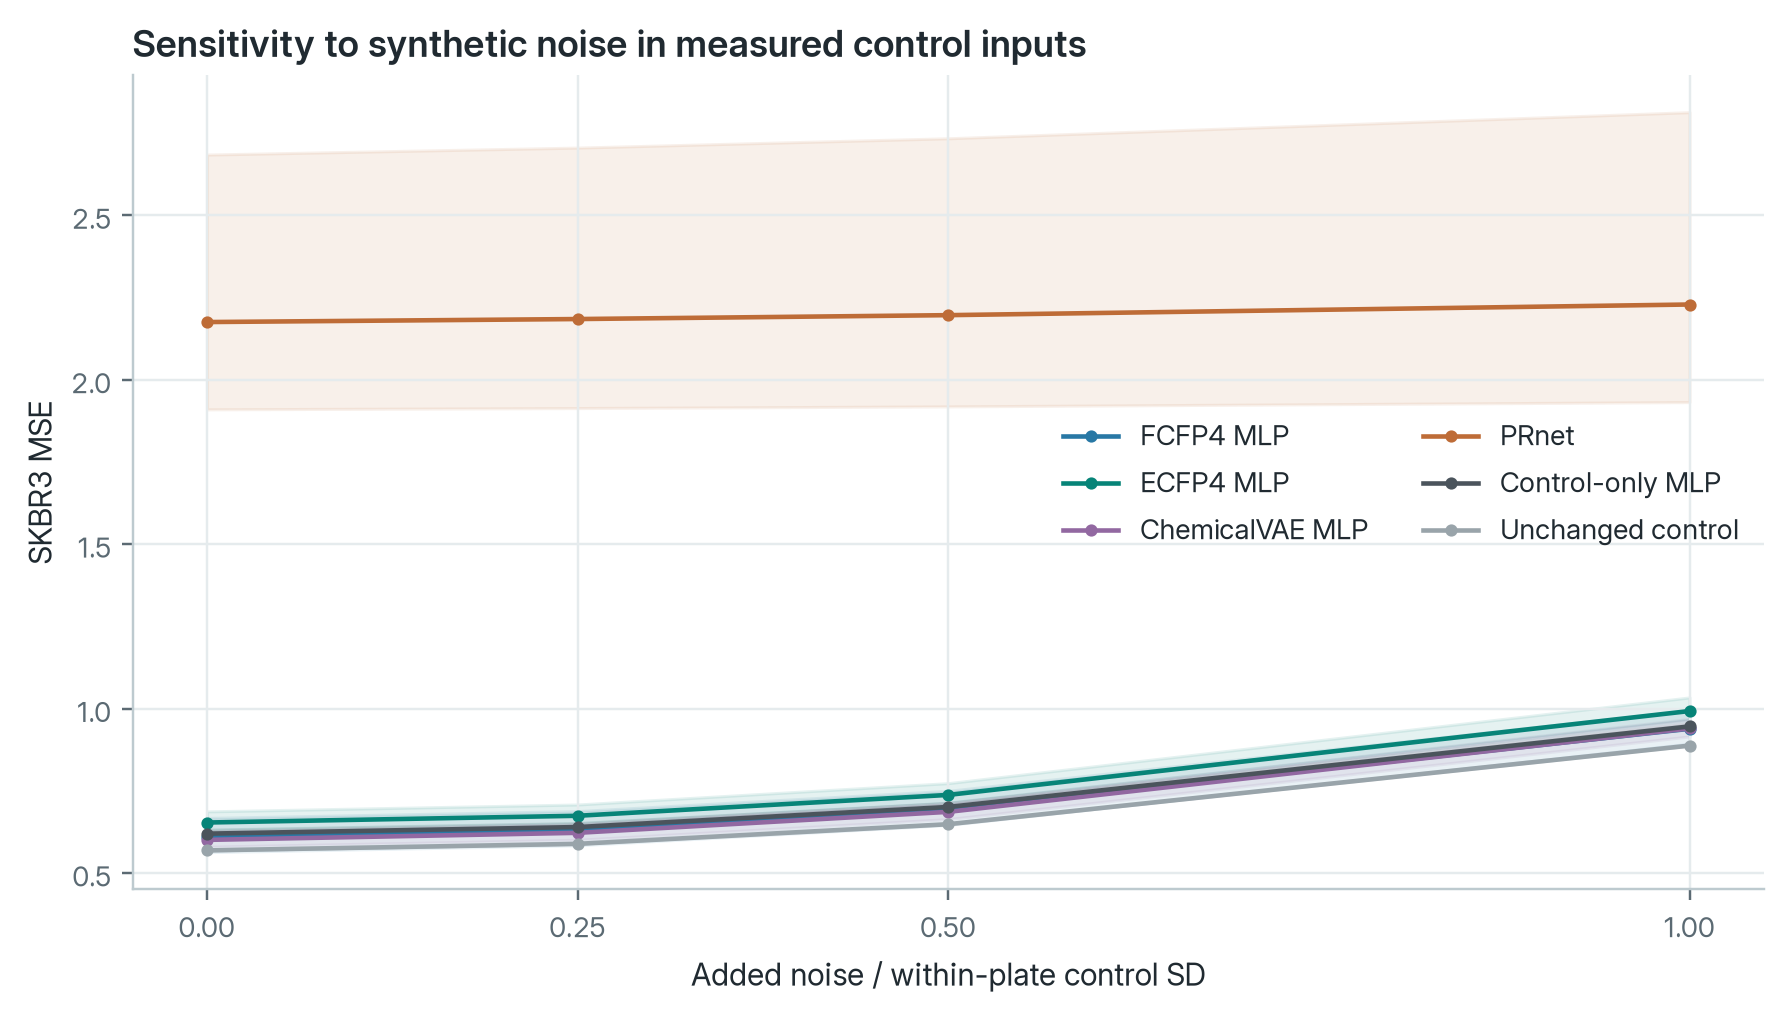 Sensitivity to synthetic noise in measured control inputs
SKBR3 MSE
2.5
2.0
1.5
1.0
0.5
FCFP4 MLP
ECFP4 MLP
ChemicalVAE MLP
PRnet
Control-only MLP
Unchanged control
0.00
0.25
0.50
1.00
Added noise / within-plate control SD